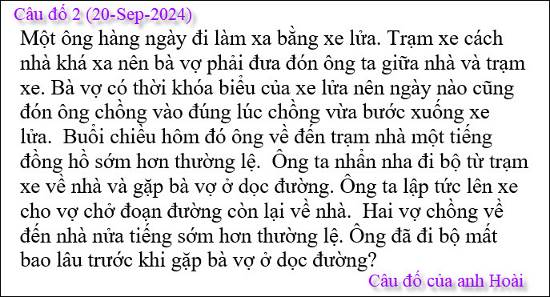 Câu đố 2 (20-Sep-2024)
Một ông hàng ngày đi làm xa bằng xe lửa. Trạm xe cách
nhà khá xa nên bà vợ phải đưa đón ông ta giữa nhà và trạm
xe. Bà vợ có thời khóa biểu của xe lửa nên ngày nào cũng
đón ông chồng vào đúng lúc chồng vừa bước xuống xe
lửa. Buổi chiều hôm đó ông về đến trạm nhà một tiếng
đồng hồ sớm hơn thường lệ. Ông ta nhẩn nha đi bộ từ trạm
xe về nhà và gặp bà vợ ở dọc đường. Ông ta lập tức lên xe
cho vợ chở đoạn đường còn lại về nhà. Hai vợ chồng về
đến nhà nửa tiếng sớm hơn thường lệ. Ông đã đi bộ mất
bao lâu trước khi gặp bà vợ ở dọc đường?
Câu đố của anh Hoài